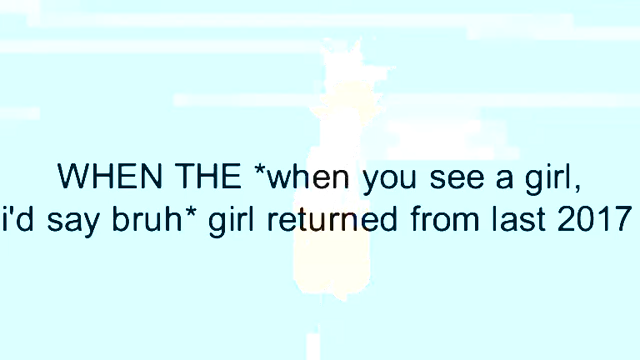 WHEN THE *when you see a girl,
i'd say bruh* girl returned from last 2017